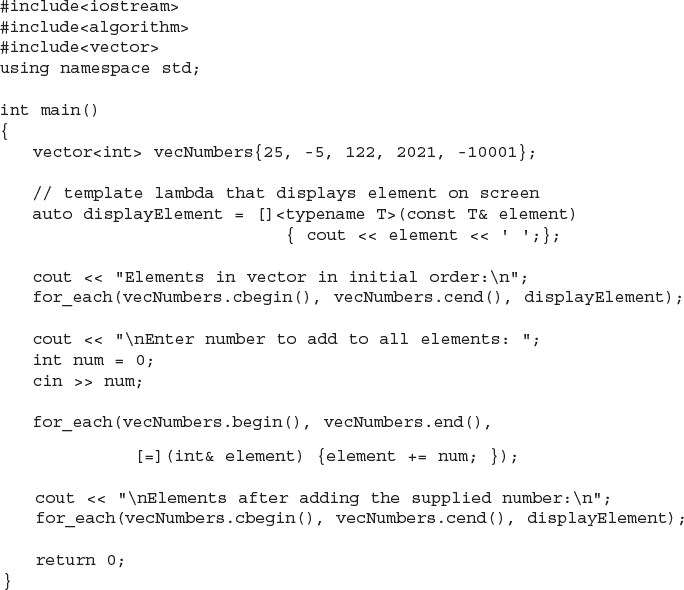 #include<iostream>
#include<algorithm>
#include<vector>
using namespace std;
int main()
{
vector<int> vecNumbers{25, -5, 122, 2021, -10001};
// template lambda that displays element on screen
auto displayElement = []<typename T>(const T& element)
{ cout << element << ' ';};
cout << "Elements in vector in initial order:\n";
for_each(vecNumbers.cbegin(), vecNumbers.cend(), displayElement);
cout << "\nEnter number to add to all elements: ";
int num = 0;
cin >> num;
for_each(vecNumbers.begin(), vecNumbers.end(),
[=](int& element) {element += num; });
cout << "\nElements after adding the supplied number:\n";
for_each(vecNumbers.cbegin(), vecNumbers.cend(), displayElement);
return 0;
}